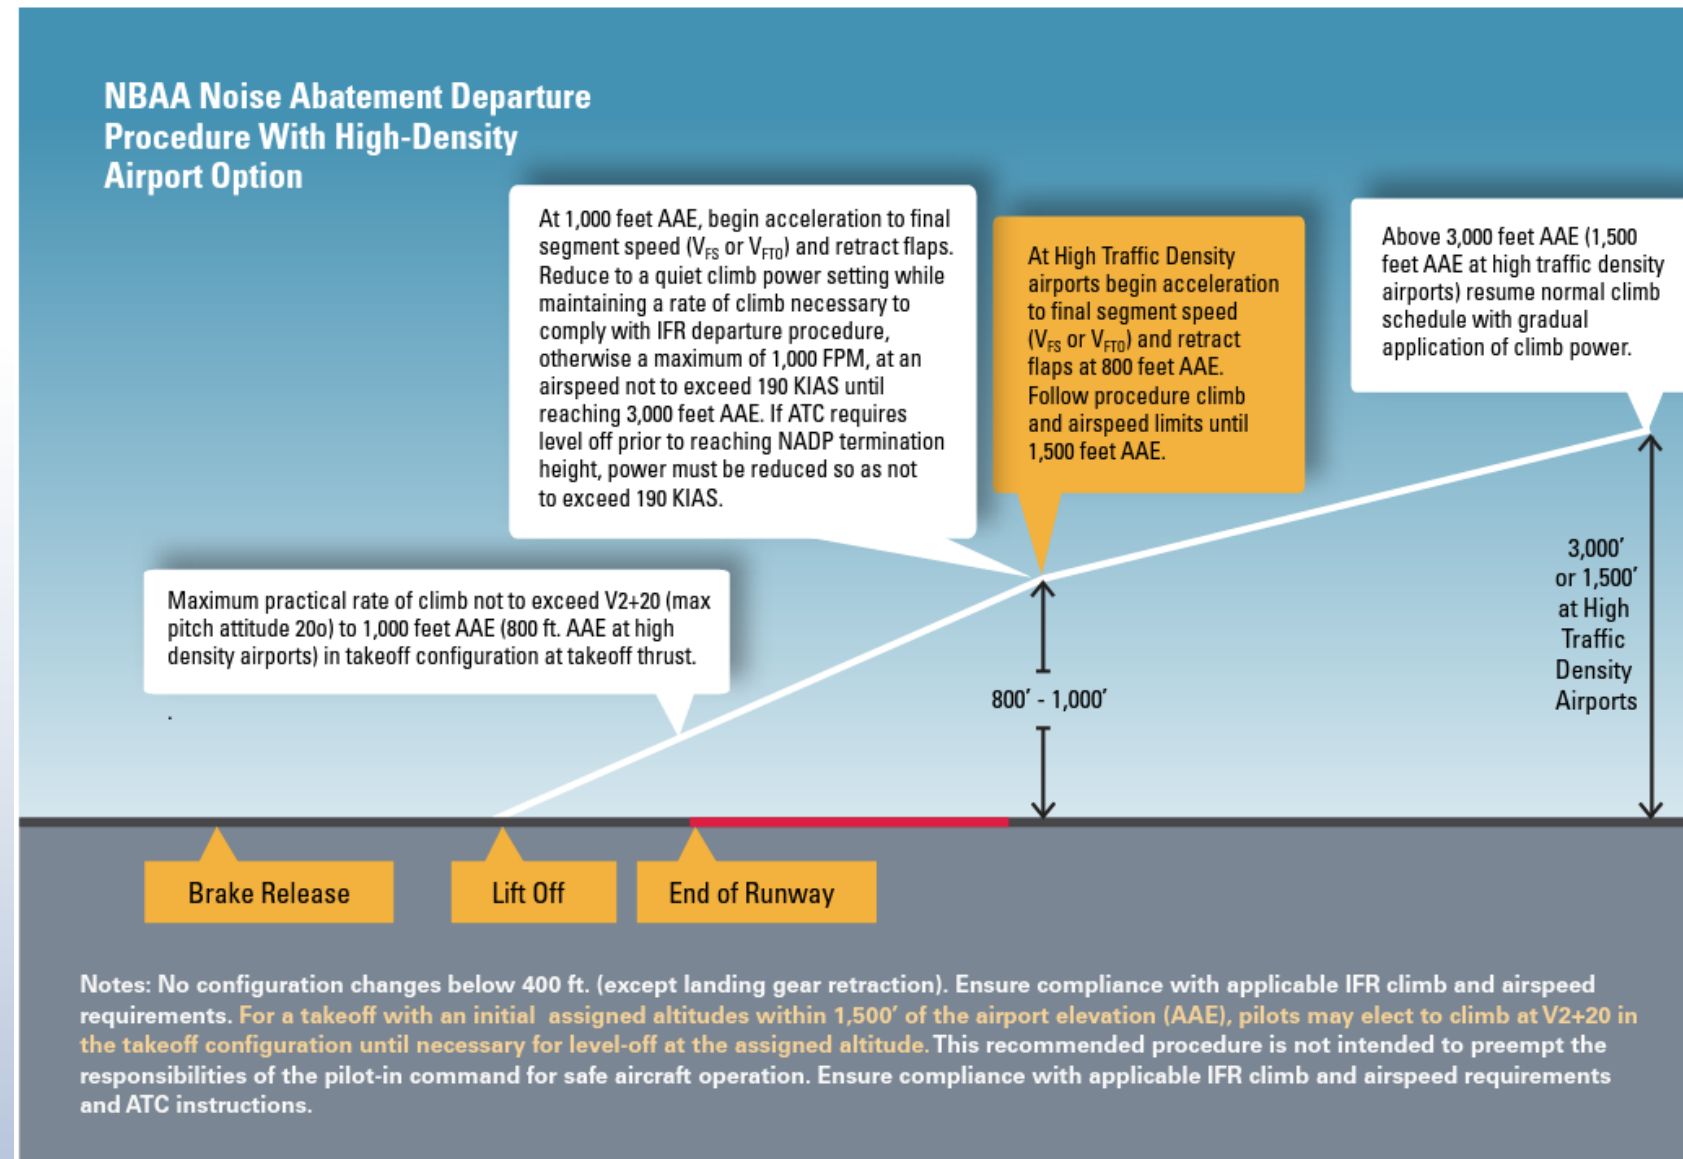 NBAA Noise Abatement Departure
Procedure With High-Density
Airport Option
At 1,000 feet AAE, begin acceleration to final
segment speed (VFS or VFTO) and retract flaps.
Reduce to a quiet climb power setting while
maintaining a rate of climb necessary to
comply with IFR departure procedure,
otherwise a maximum of 1,000 FPM, at an
airspeed not to exceed 190 KIAS until
reaching 3,000 feet AAE. If ATC requires
level off prior to reaching NADP termination
height, power must be reduced so as not
to exceed 190 KIAS.
At High Traffic Density
airports begin acceleration
to final segment speed
(VFS or VFTO) and retract
flaps at 800 feet AAE.
Follow procedure climb
and airspeed limits until
1,500 feet AAE.
Above 3,000 feet AAE (1,500
feet AAE at high traffic density
airports) resume normal climb
schedule with gradual
application of climb power.
Maximum practical rate of climb not to exceed V2+20 (max
pitch attitude 20o) to 1,000 feet AAE (800 ft. AAE at high
density airports) in takeoff configuration at takeoff thrust.
.
800′ - 1,000′
3,000′
or 1,500′
at High
Traffic
Density
Airports
Brake Release
Lift Off
End of Runway
Notes: No configuration changes below 400 ft. (except landing gear retraction). Ensure compliance with applicable IFR climb and airspeed
requirements. For a takeoff with an initial assigned altitudes within 1,500′ of the airport elevation (AAE), pilots may elect to climb at V2+20 in
the takeoff configuration until necessary for level-off at the assigned altitude. This recommended procedure is not intended to preempt the
responsibilities of the pilot-in command for safe aircraft operation. Ensure compliance with applicable IFR climb and airspeed requirements
and ATC instructions.